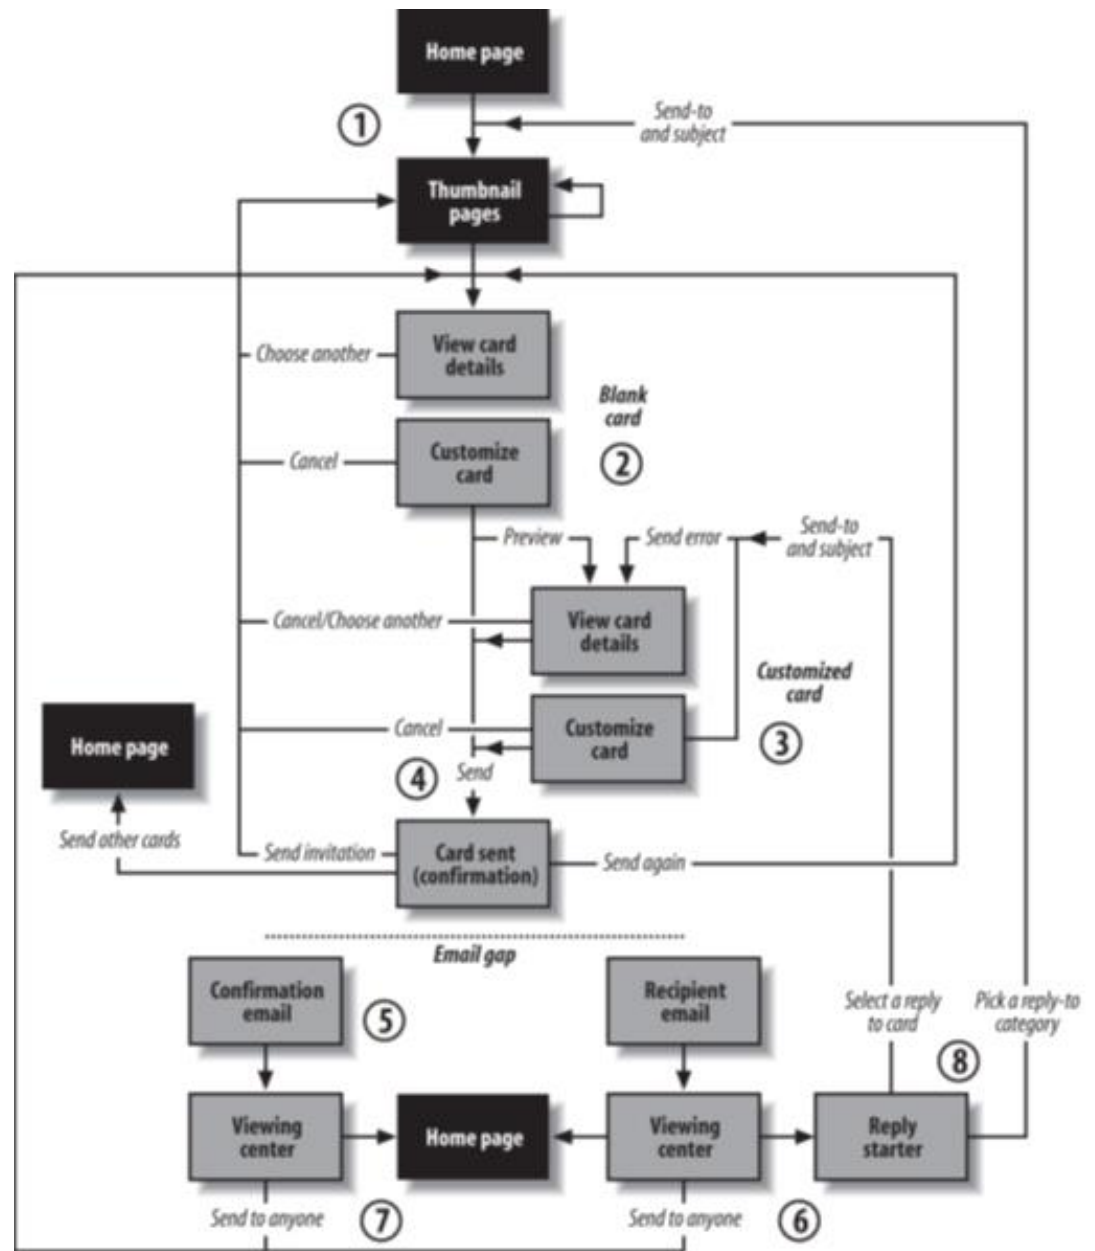 Home page
Send-to
and subject
1
Thumbnail
pages
View card
details
Choose another
Blank
card
Customize
card
Cancel
2
Preview
Send error
Send-to
and subject
View card
details
Cancel/Choose another
Customized
card
Customize
card
Cancel
3
Home page
4
Send
Send other cards
Send invitation
Card sent
(confirmation)
Send again
Email gap
Confirmation
email
5
Recipient
email
Select a reply
to card
Pick a reply-to
category
8
Viewing
center
Home page
Viewing
center
Reply
starter
Send to anyone
7
Send to anyone
6